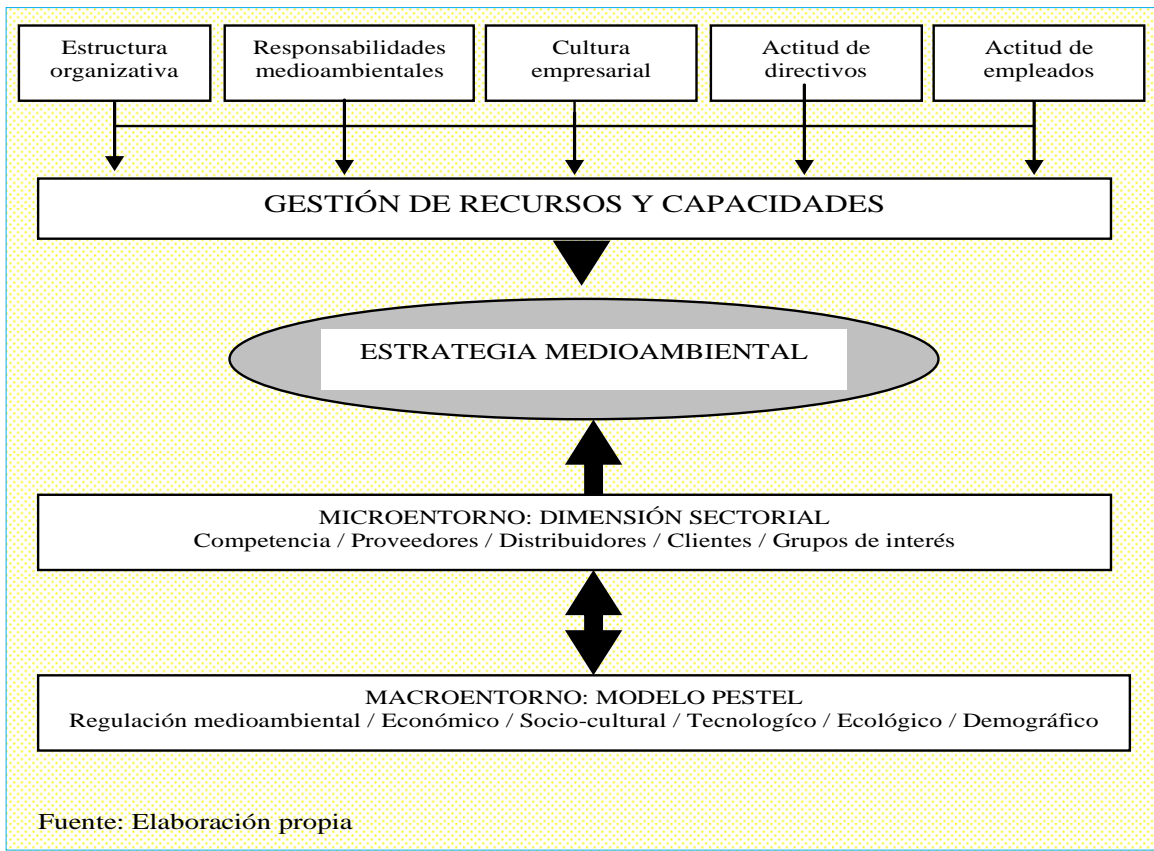 Estructura
organizativa
Responsabilidades
medioambientales
Cultura
empresarial
Actitud de
directivos
Actitud de
empleados
GESTIÓN DE RECURSOS Y CAPACIDADES
ESTRATEGIA MEDIOAMBIENTAL
MICROENTORNO: DIMENSIÓN SECTORIAL
Competencia / Proveedores / Distribuidores / Clientes / Grupos de interés
MACROENTORNO: MODELO PESTEL
Regulación medioambiental / Económico / Socio-cultural / Tecnologíco / Ecológico / Demográfico
Fuente: Elaboración propia